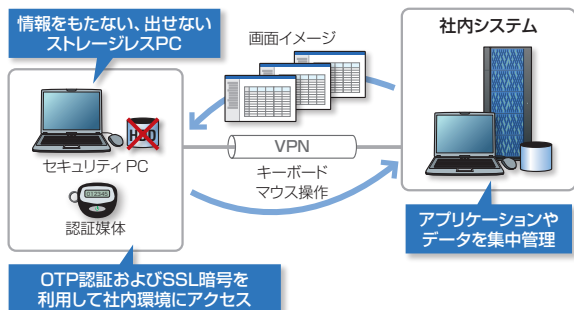 情報をもたない、出せない
ストレージレスPC
画面イメージ
社内システム
HDD
セキュリティ PC
012345
認証媒体
VPN
キーボード
マウス操作
アプリケーションや
データを集中管理
OTP認証およびSSL暗号を
利用して社内環境にアクセス